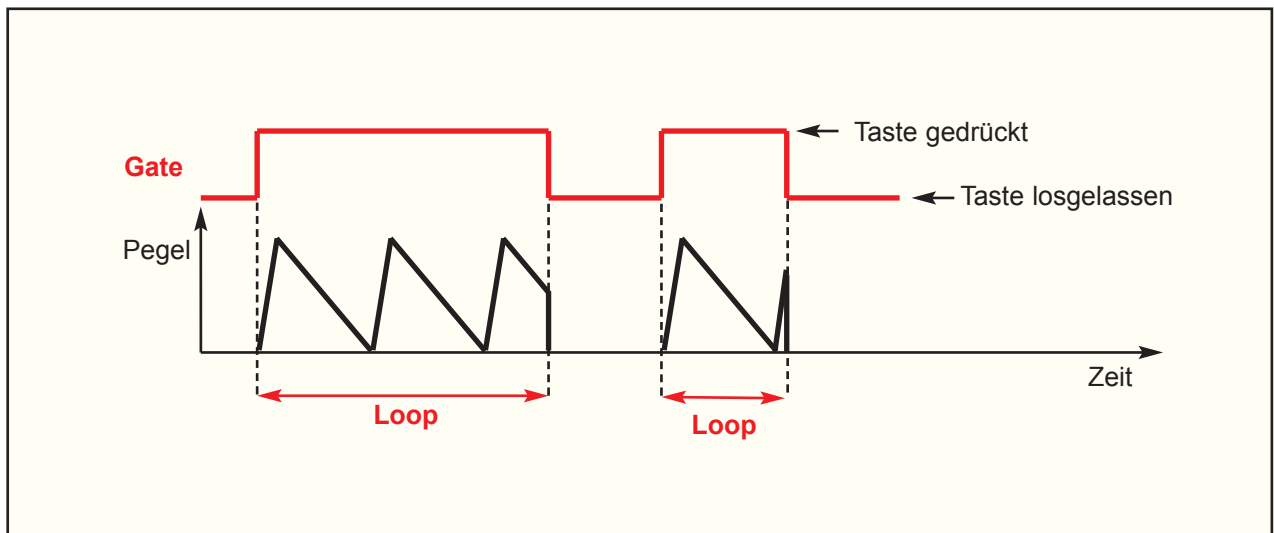 Taste gedrückt
Gate
Taste losgelassen
Pegel
Zeit
Loop
Loop